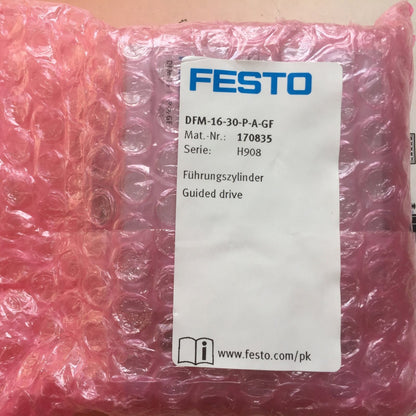 FESTO
DFM-16-30-P-A-GF
Mat.-Nr.: 170835
Serie: H908
Führungszylinder
Guided drive
www.festo.com/pk